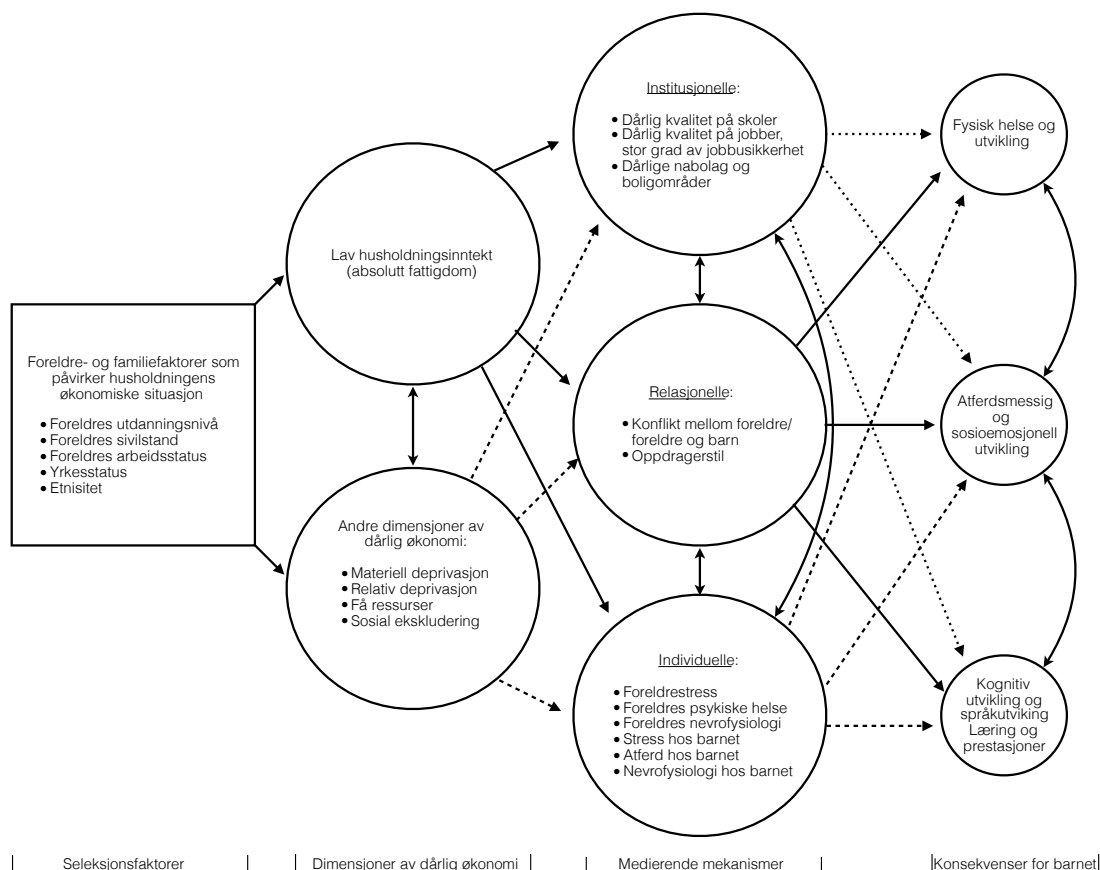 Foreldre- og familiefaktorer som
påvirker husholdningens
økonomiske situasjon
• Foreldres utdanningsnivå
• Foreldres sivilstand
• Foreldres arbeidsstatus
• Yrkesstatus
• Etnisitet
Lav husholdningsinntekt
(absolutt fattigdom)
Andre dimensjoner av
dårlig økonomi:
• Materiell deprivasjon
• Relativ deprivasjon
• Få ressurser
• Sosial ekskludering
Institusjonelle:
• Dårlig kvalitet på skoler
• Dårlig kvalitet på jobber,
stor grad av jobbusikkerhet
• Dårlige nabolag og
boligområder
Relasjonelle:
• Konflikt mellom foreldre/
foreldre og barn
• Oppdragerstil
Individuelle:
• Foreldrestress
• Foreldres psykiske helse
• Foreldres nevrofysiologi
• Stress hos barnet
• Atferd hos barnet
• Nevrofysiologi hos barnet
Fysisk helse og
utvikling
Atferdsmessig
og
sosioemosjonell
utvikling
Kognitiv
utvikling og
språkutviking
Læring og
prestasjoner
Seleksjonsfaktorer
Dimensjoner av dårlig økonomi
Medierende mekanismer
Konsekvenser for barnet